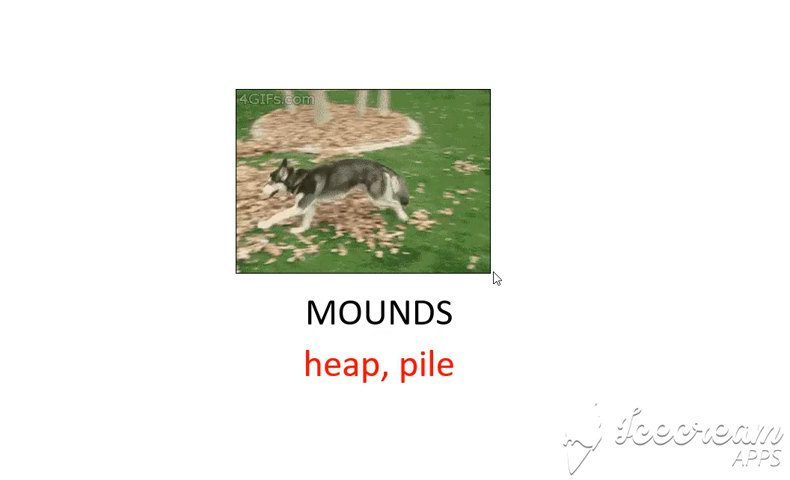 4GIFs.com
MOUNDS
heap, pile
Icecream
APPS